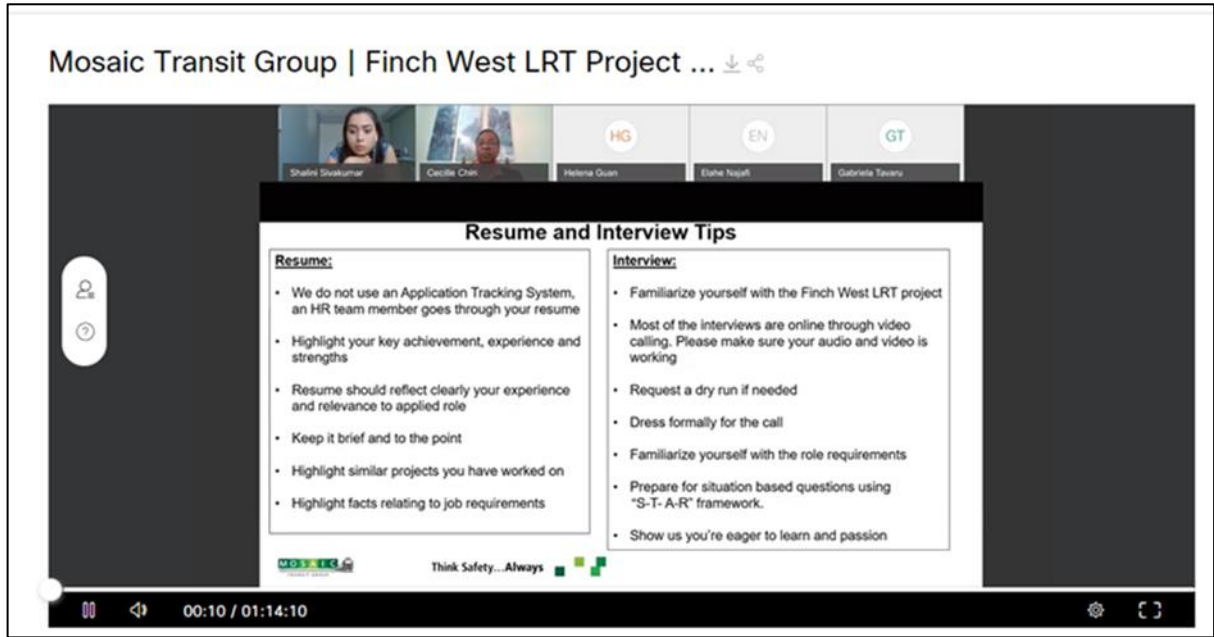 Mosaic Transit Group | Finch West LRT Project ...
HG
EN
GT
Shalini Sivakumar
Cecille Chin
Helena Guan
Elahe Najafi
Gabriela Tavaru
Resume and Interview Tips
Resume:
• We do not use an Application Tracking System,
an HR team member goes through your resume
• Highlight your key achievement, experience and
strengths
• Resume should reflect clearly your experience
and relevance to applied role
• Keep it brief and to the point
• Highlight similar projects you have worked on
• Highlight facts relating to job requirements
Interview:
• Familiarize yourself with the Finch West LRT project
• Most of the interviews are online through video
calling. Please make sure your audio and video is
working
• Request a dry run if needed
• Dress formally for the call
• Familiarize yourself with the role requirements
• Prepare for situation based questions using
“S-T- A-R” framework.
• Show us you’re eager to learn and passion
MOSAIC
TRANSIT GROUP
Think Safety...Always
00:10 / 01:14:10